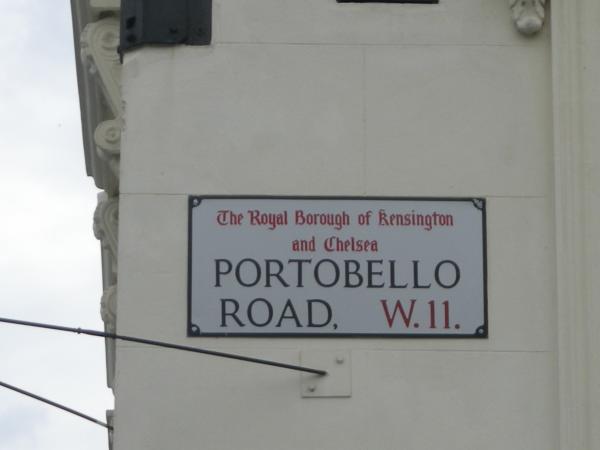 The Royal Borough of Kensington
and Chelsea
PORTOBELLO
ROAD, W.11.